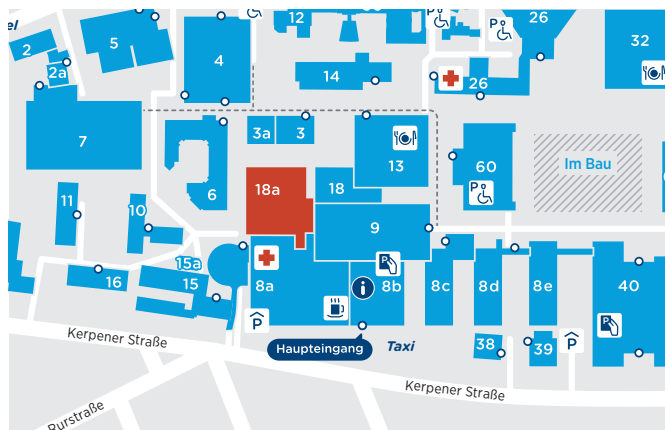 12
P
26
el
2
5
4
32
2a
14
26
7
3a
3
13
60
Im Bau
6
18a
18
11
10
9
15a
16
15
8a
8b
8c
8d
8e
40
P
P
i
P
P
38
39
Haupteingang
Taxi
Kerpener Straße
Kerpener Straße
Rurstraße